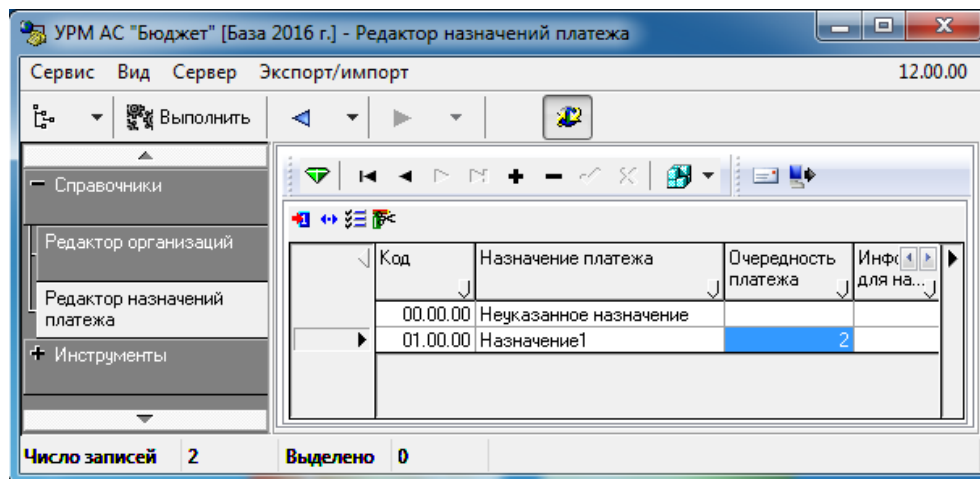 УРМ АС "Бюджет" [База 2016 г.] - Редактор назначений платежа
Сервис Вид Сервер Экспорт/импорт 12.00.00
Выполнить
Справочники
Редактор организаций
Редактор назначений
платежа
Инструменты
Код Назначение платежа Очередность Инфо
платежа для на...
00.00.00 Неуказанное назначение
01.00.00 Назначение1 2
Число записей 2 Выделено 0